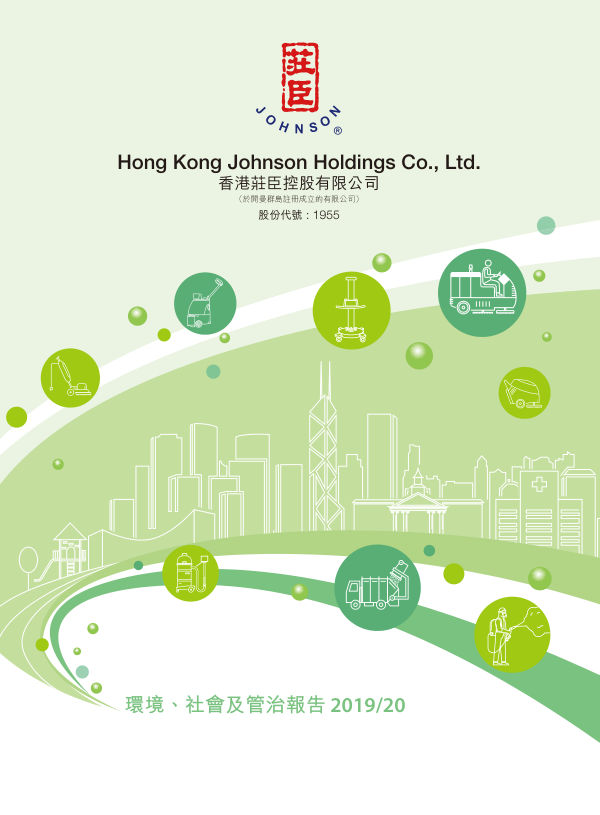 莊臣
JOHNSON®
Hong Kong Johnson Holdings Co., Ltd.
香港莊臣控股有限公司
（於開曼群島註冊成立的有限公司）
股份代號：1955
環境、社會及管治報告 2019/20